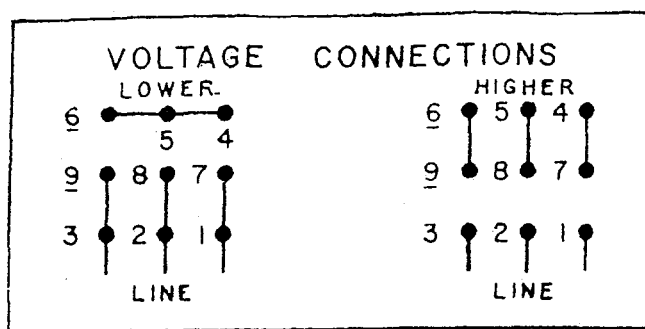 VOLTAGE CONNECTIONS
LOWER HIGHER
6 5 4 6 5 4
9 8 7 9 8 7
3 2 1 3 2 1
LINE LINE